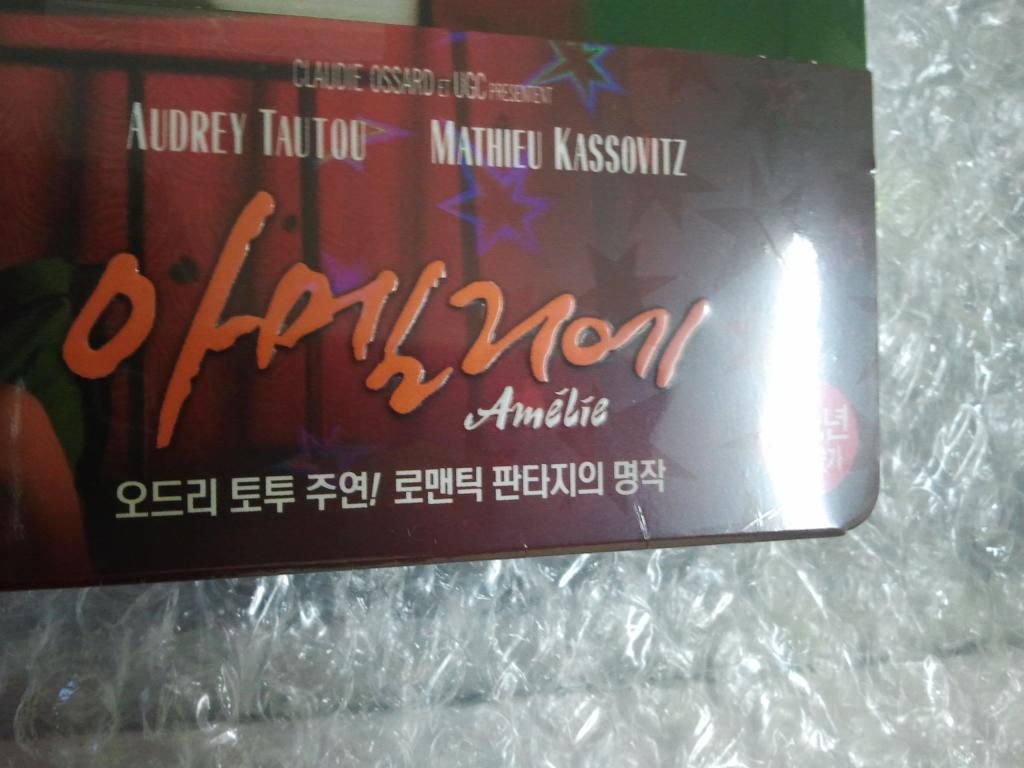 CLAUDIE OSSARD ET UGC PRESENTENT
AUDREY TAUTOU MATHIEU KASSOVITZ
아멜리에
Amélie
오드리 토투 주연! 로맨틱 판타지의 명작